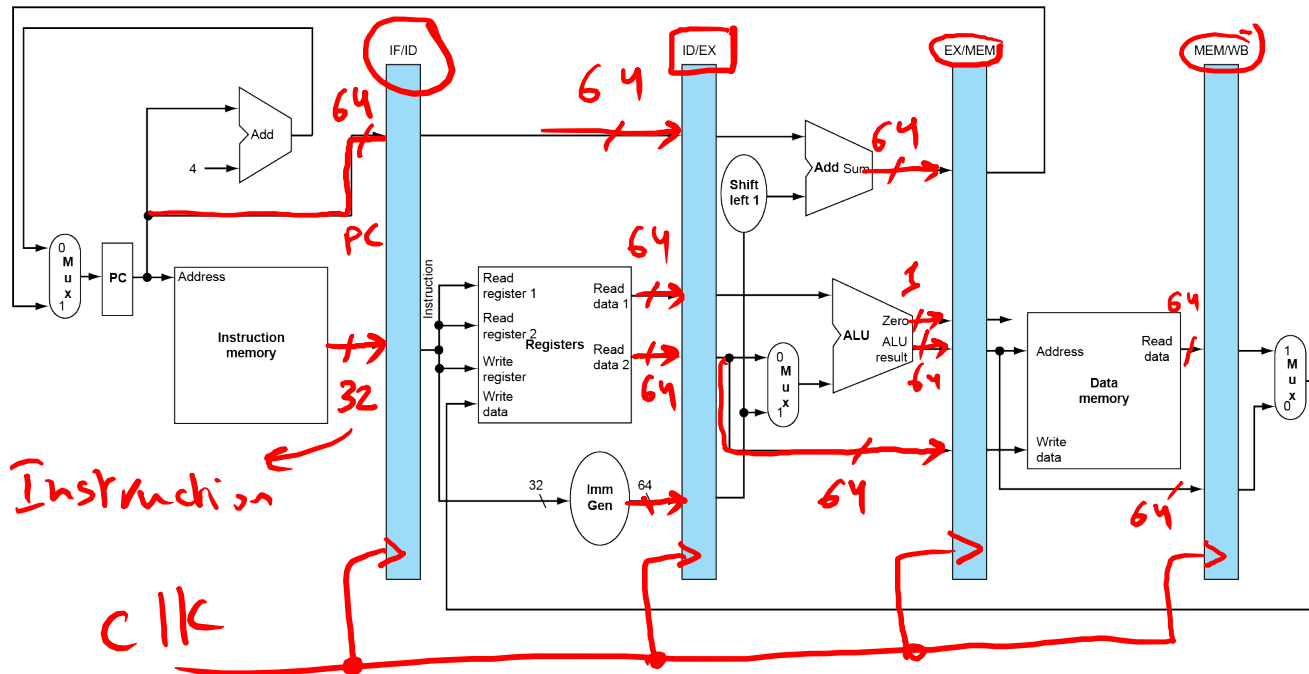 IF/ID
ID/EX
EX/MEM
MEM/WB
64
64
Add
4
64
Add Sum
Shift
left 1
PC
0
M
u
x
1
PC
Address
Instruction
memory
32
Instruction
Instruction
Read
register 1
Read
register 2
Registers
Write
register
Write
data
Read
data 1
Read
data 2
64
64
32
Imm
Gen
64
0
M
u
x
1
ALU
Zero
ALU
result
1
64
64
Address
Read
data
Data
memory
Write
data
64
64
1
M
u
x
0
Clk